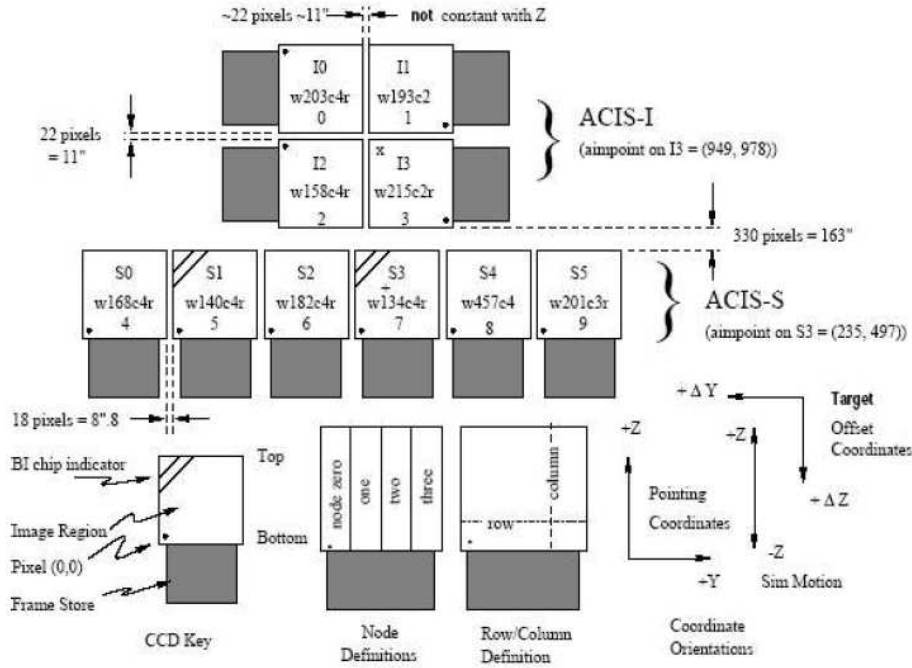 ~22 pixels ~11" not constant with Z
I0
w203c4r
0
I1
w193c2
1
22 pixels
= 11"
I2
w158c4r
2
x
I3
w215c2r
3
ACIS-I
(aimpoint on I3 = (949, 978))
330 pixels = 163"
S0
w168c4r
4
S1
w140c4r
5
S2
w182c4r
6
S3
+
w134c4r
7
S4
w457c4
8
S5
w201c3r
9
ACIS-S
(aimpoint on S3 = (235, 497))
18 pixels = 8".8
BI chip indicator
Image Region
Pixel (0,0)
Frame Store
Top
Bottom
CCD Key
node zero
one
two
three
Node
Definitions
row
column
Row/Column
Definition
+Z
Pointing
Coordinates
+Y
+ΔY
Target
Offset
Coordinates
+ΔZ
+Z
-Z
Sim Motion
Coordinate
Orientations